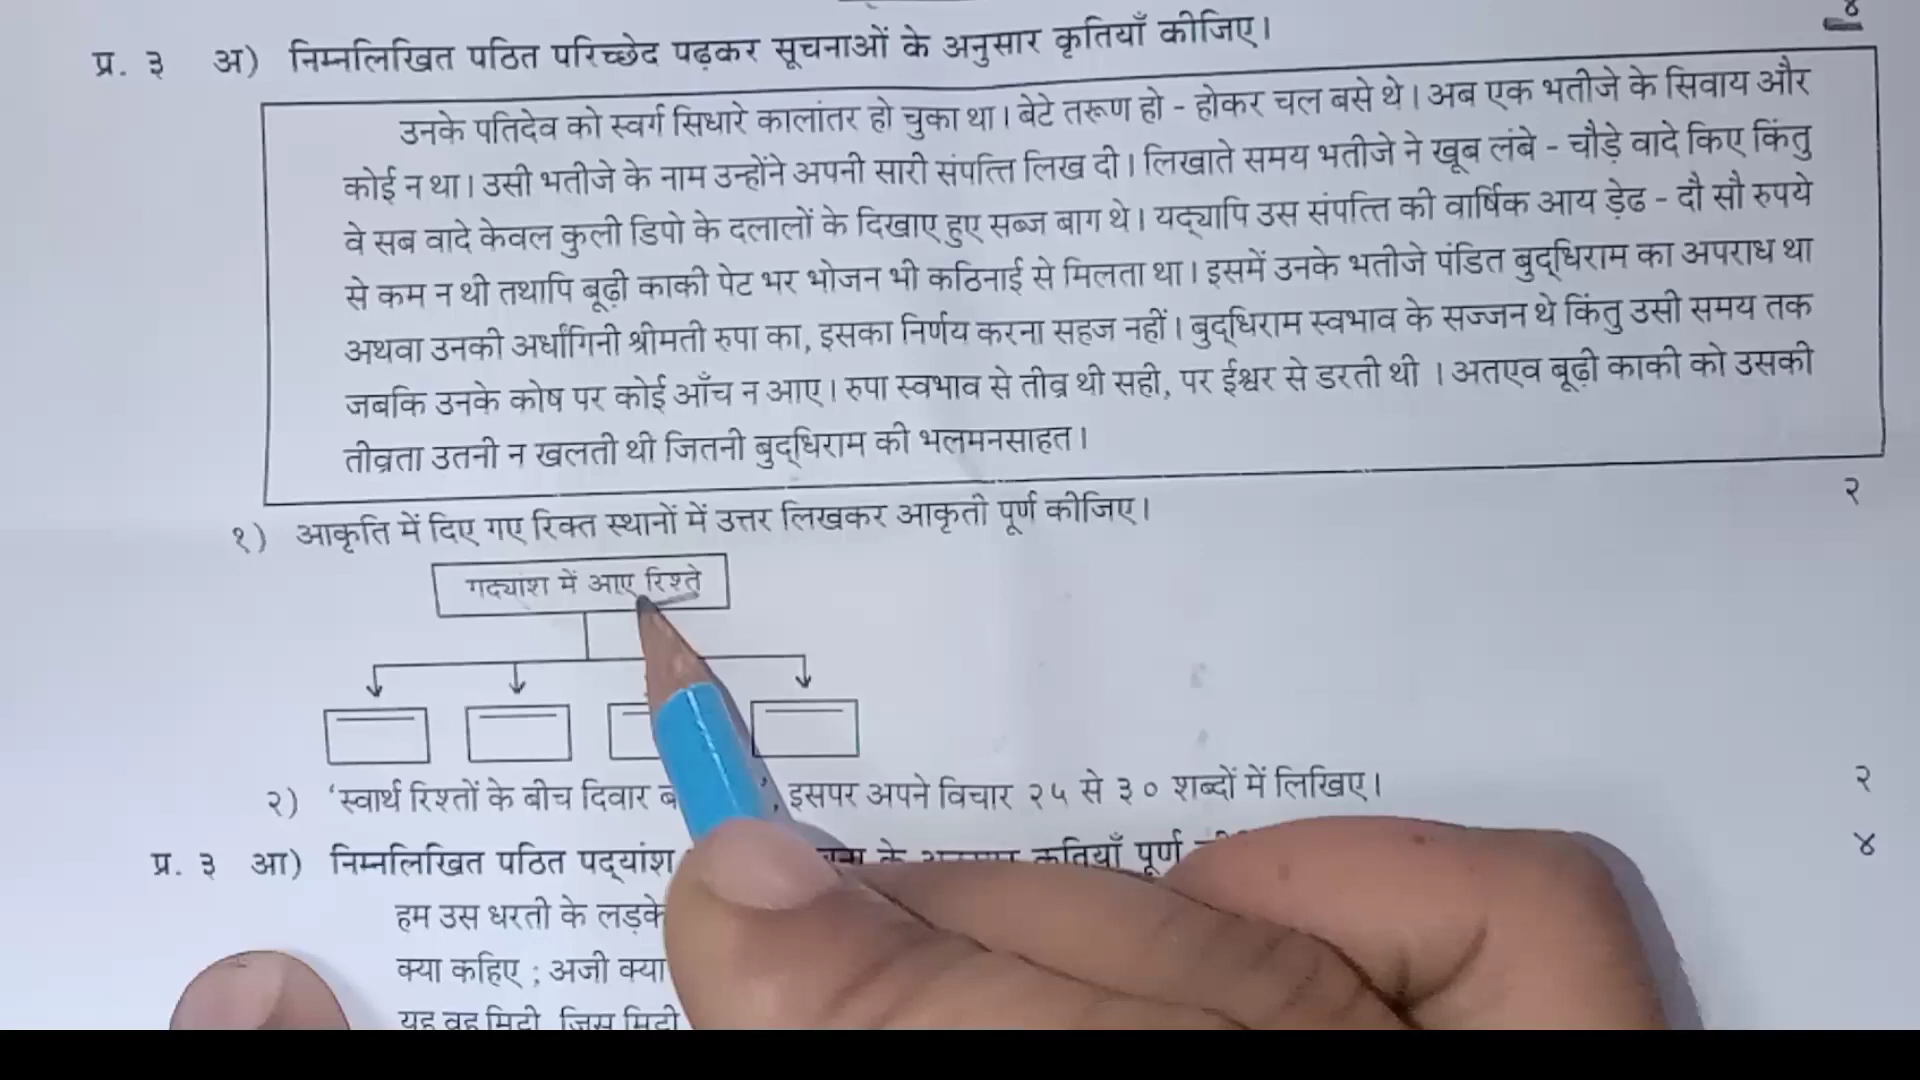 ४
प्र. ३ अ) निम्नलिखित पठित परिच्छेद पढ़कर सूचनाओं के अनुसार कृतियाँ कीजिए।
उनके पतिदेव को स्वर्ग सिधारे कालांतर हो चुका था। बेटे तरूण हो - होकर चल बसे थे। अब एक भतीजे के सिवाय और
कोई न था। उसी भतीजे के नाम उन्होंने अपनी सारी संपत्ति लिख दी। लिखाते समय भतीजे ने खूब लंबे - चौड़े वादे किए किंतु
वे सब वादे केवल कुली डिपो के दलालों के दिखाए हुए सब्ज बाग थे। यद्यापि उस संपत्ति की वार्षिक आय ड़ेढ - दौ सौ रुपये
से कम न थी तथापि बूढ़ी काकी पेट भर भोजन भी कठिनाई से मिलता था। इसमें उनके भतीजे पंडित बुद्धिराम का अपराध था
अथवा उनकी अर्धांगिनी श्रीमती रुपा का, इसका निर्णय करना सहज नहीं। बुद्धिराम स्वभाव के सज्जन थे किंतु उसी समय तक
जबकि उनके कोष पर कोई आँच न आए। रुपा स्वभाव से तीव्र थी सही, पर ईश्वर से डरती थी । अतएव बूढ़ी काकी को उसकी
तीव्रता उतनी न खलती थी जितनी बुद्धिराम की भलमनसाहत।
१) आकृति में दिए गए रिक्त स्थानों में उत्तर लिखकर आकृती पूर्ण कीजिए। २
गद्यांश में आए रिश्ते
२) 'स्वार्थ रिश्तों के बीच दिवार ', इसपर अपने विचार २५ से ३० शब्दों में लिखिए। २
प्र. ३ आ) निम्नलिखित पठित पद्यांश के कृतियाँ पूर्ण ४
हम उस धरती के लड़के
क्या कहिए ; अजी क्या
यह वह मिट्टी, जिस मिट्टी